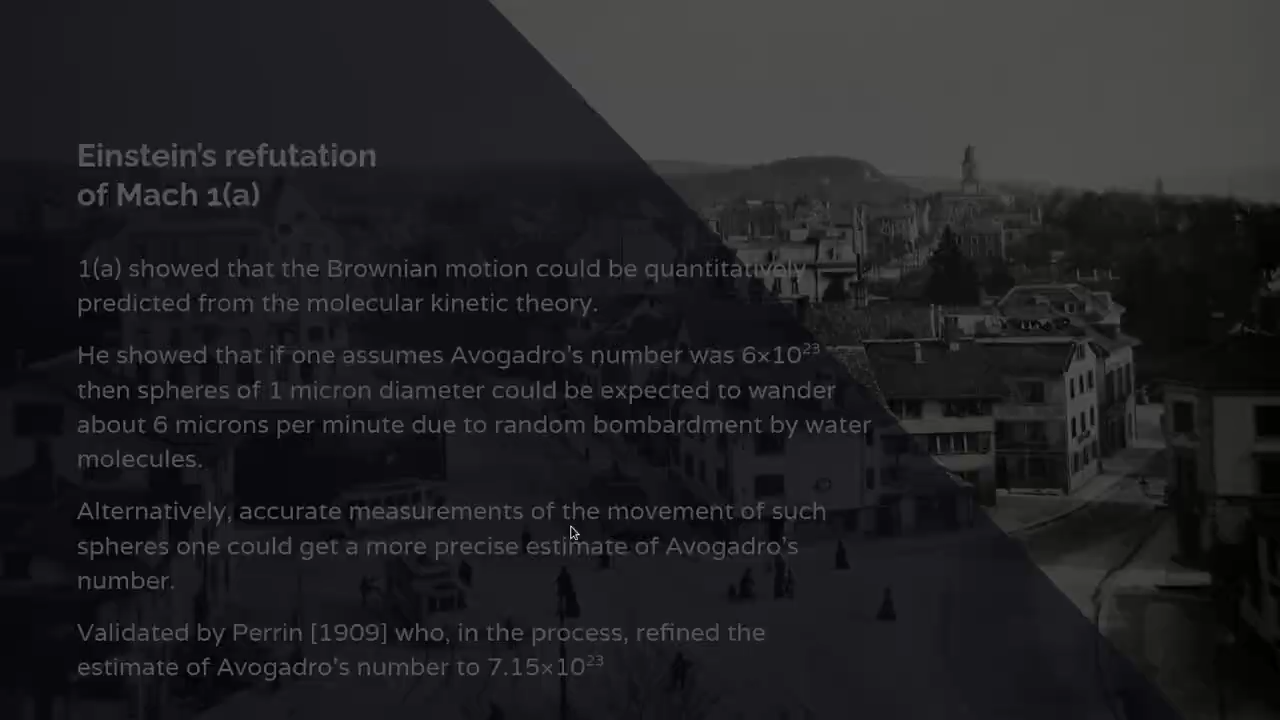 Einstein's refutation
of Mach 1(a)
1(a) showed that the Brownian motion could be quantitatively
predicted from the molecular kinetic theory.
He showed that if one assumes Avogadro's number was 6×10²³
then spheres of 1 micron diameter could be expected to wander
about 6 microns per minute due to random bombardment by water
molecules.
Alternatively, accurate measurements of the movement of such
spheres one could get a more precise estimate of Avogadro's
number.
Validated by Perrin [1909] who, in the process, refined the
estimate of Avogadro's number to 7.15×10²³